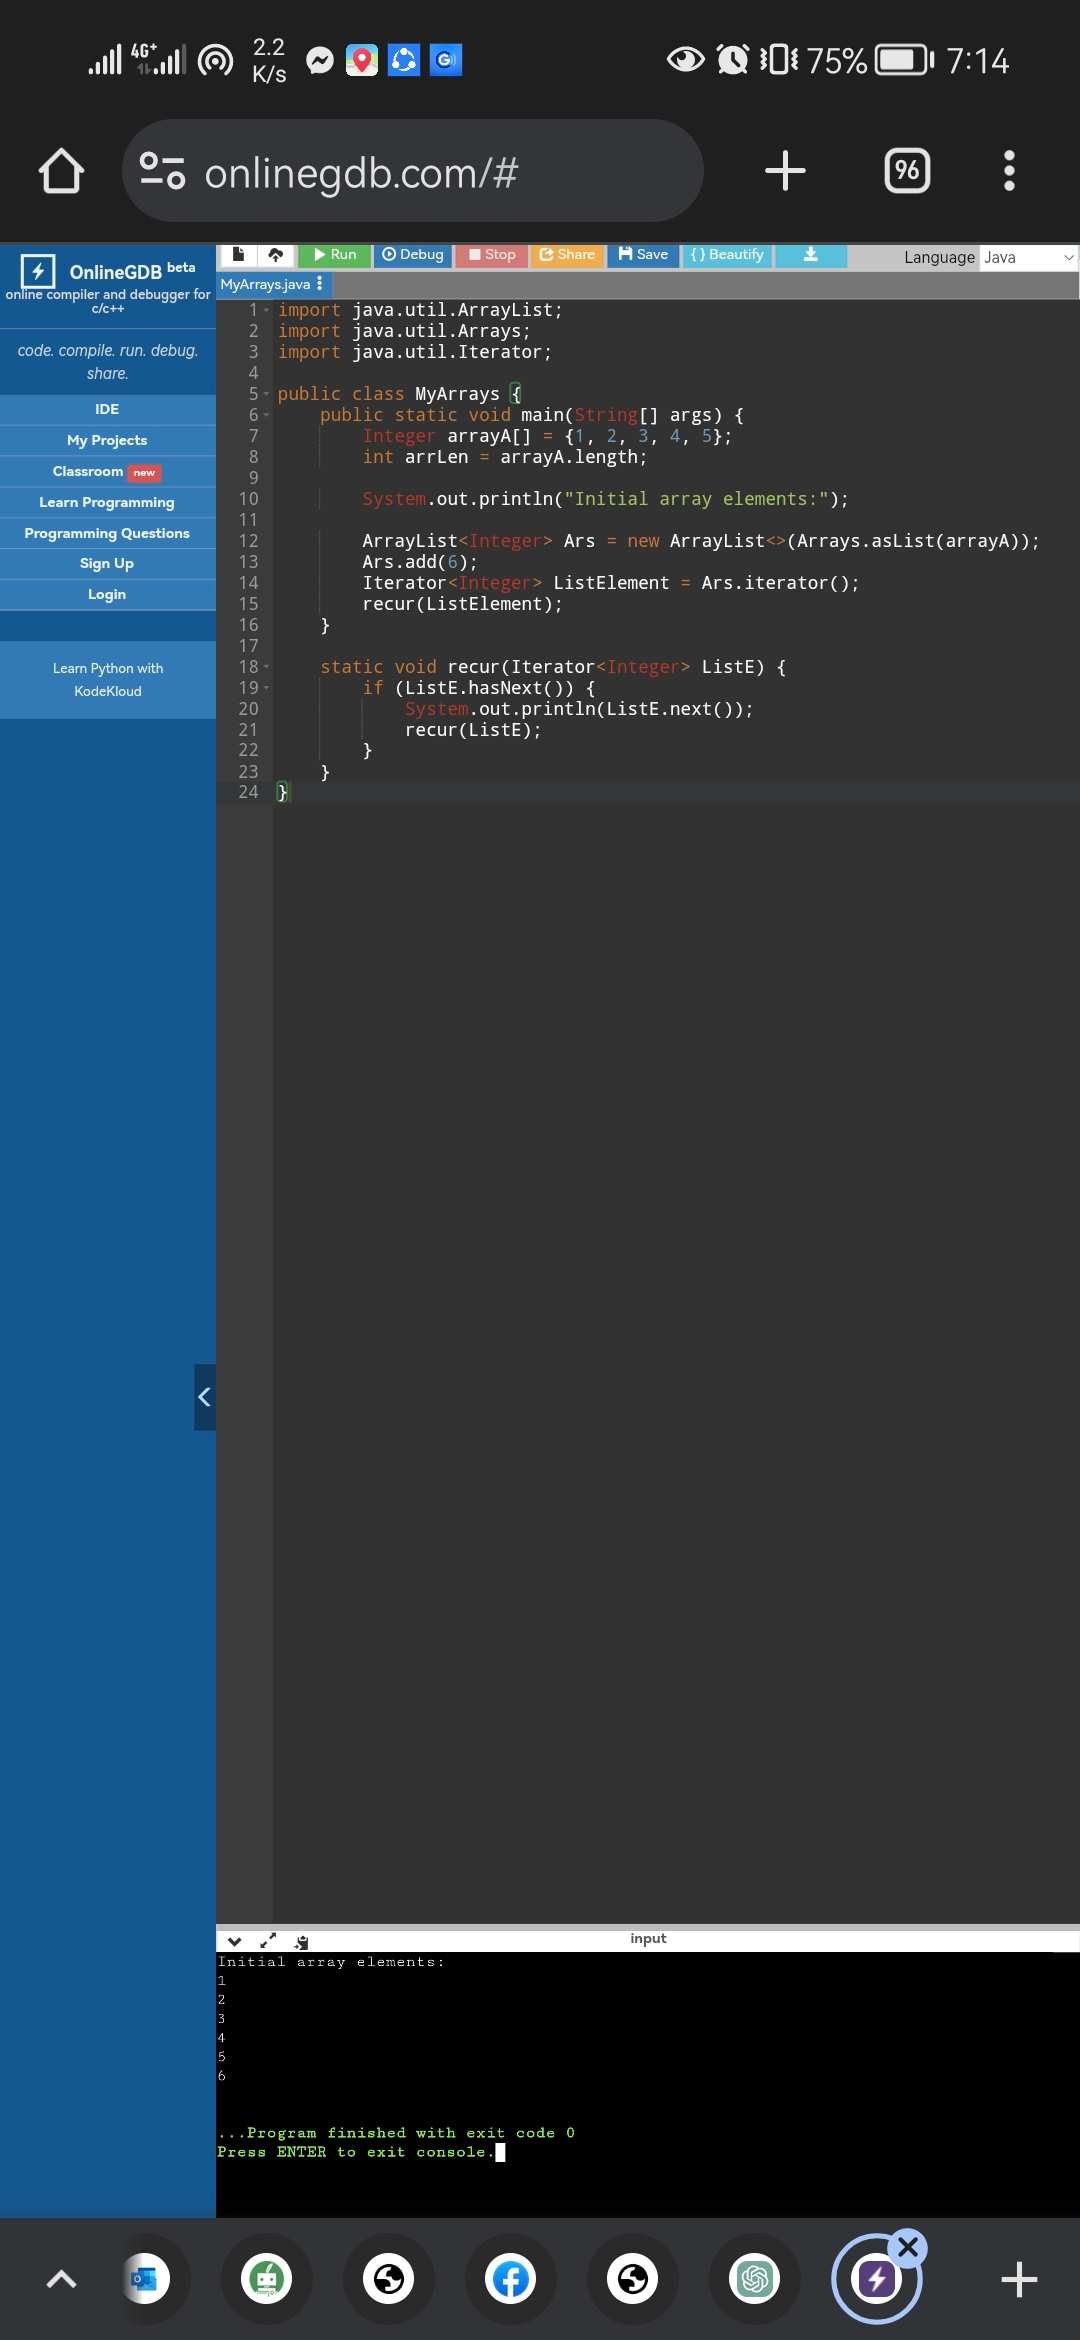 4G+
2.2
K/s
75%
7:14
onlinegdb.com/#
96
OnlineGDB beta
online compiler and debugger for
c/c++
code. compile. run. debug.
share.
IDE
My Projects
Classroom new
Learn Programming
Programming Questions
Sign Up
Login
Learn Python with
KodeKloud
Run
Debug
Stop
Share
Save
{ } Beautify
Language Java
MyArrays.java
1 import java.util.ArrayList;
2 import java.util.Arrays;
3 import java.util.Iterator;
4
5 public class MyArrays {
6     public static void main(String[] args) {
7         Integer arrayA[] = {1, 2, 3, 4, 5};
8         int arrLen = arrayA.length;
9
10         System.out.println("Initial array elements:");
11
12         ArrayList<Integer> Ars = new ArrayList<>(Arrays.asList(arrayA));
13         Ars.add(6);
14         Iterator<Integer> ListElement = Ars.iterator();
15         recur(ListElement);
16     }
17
18     static void recur(Iterator<Integer> ListE) {
19         if (ListE.hasNext()) {
20             System.out.println(ListE.next());
21             recur(ListE);
22         }
23     }
24 }
input
Initial array elements:
1
2
3
4
5
6
...Program finished with exit code 0
Press ENTER to exit console.